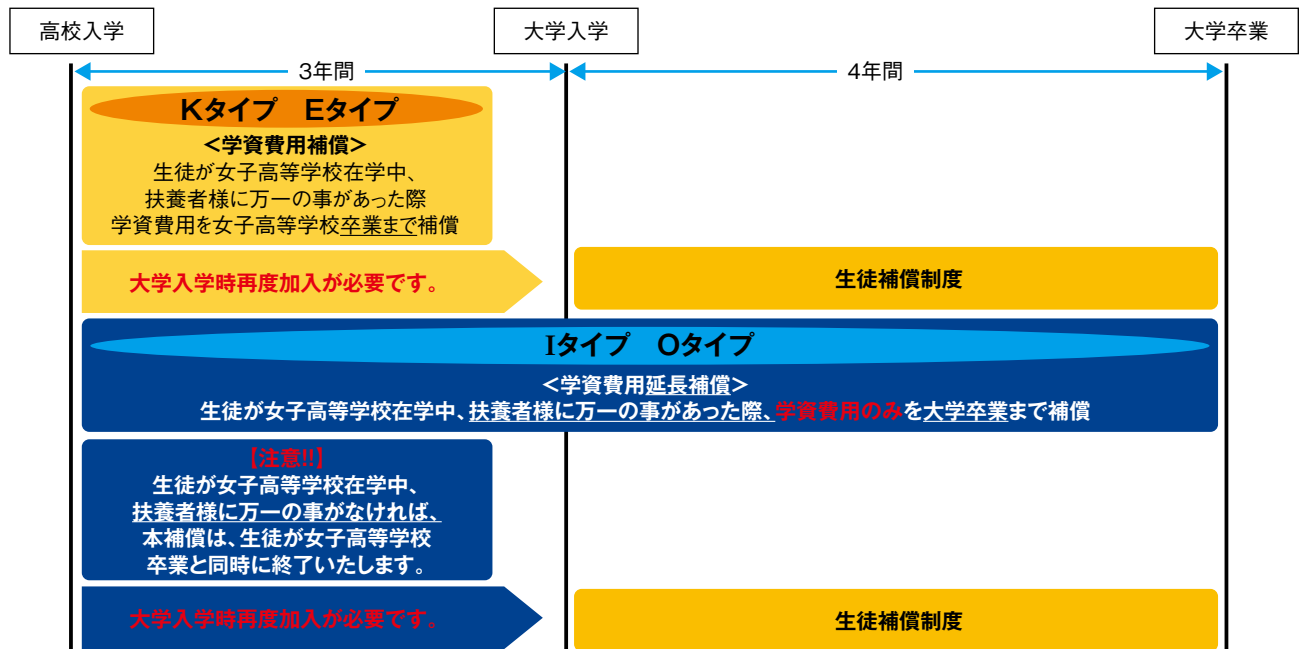 高校入学
大学入学
大学卒業
3年間
4年間
Kタイプ Eタイプ
<学資費用補償>
生徒が女子高等学校在学中、
扶養者様に万一の事があった際
学資費用を女子高等学校卒業まで補償
大学入学時再度加入が必要です。
生徒補償制度
Iタイプ Oタイプ
<学資費用延長補償>
生徒が女子高等学校在学中、扶養者様に万一の事があった際、学資費用のみを大学卒業まで補償
【注意!!】
生徒が女子高等学校在学中、
扶養者様に万一の事がなければ、
本補償は、生徒が女子高等学校
卒業と同時に終了いたします。
大学入学時再度加入が必要です。
生徒補償制度